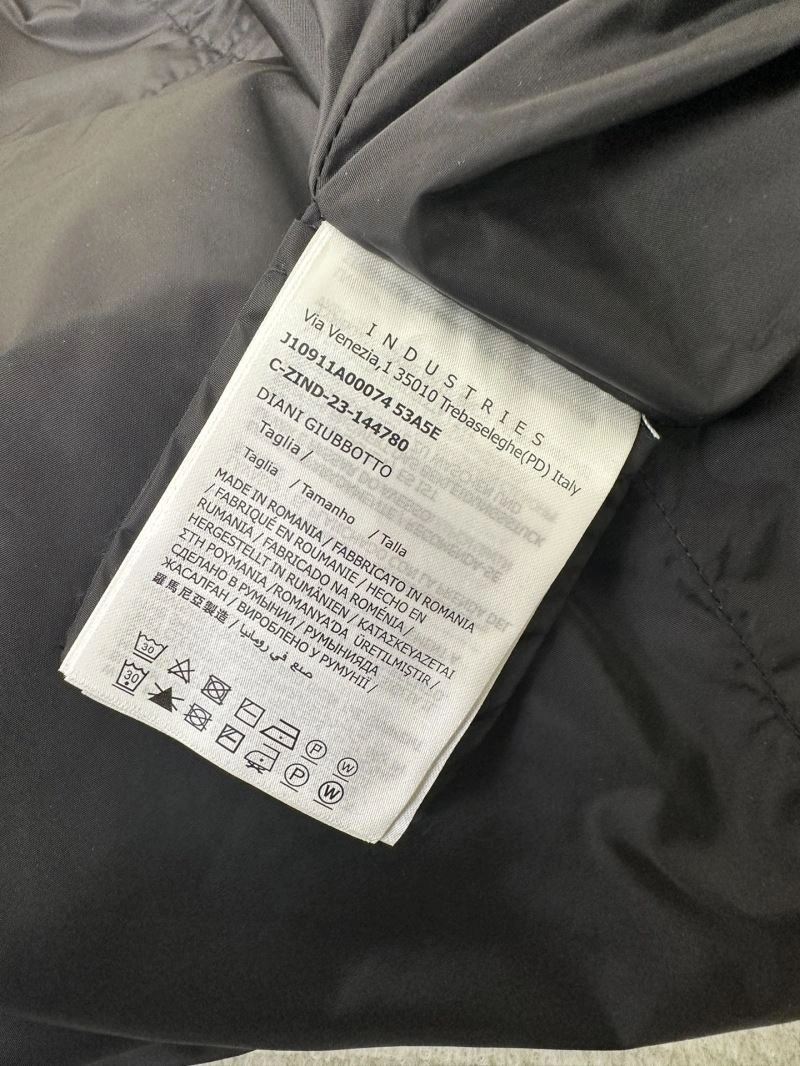 INDUSTRIES
Via Venezia,1 35010 Trebaseleghe(PD) Italy
J10911A00074 53A5E
C-ZIND-23-144780
DIANI GIUBBOTTO
Taglia /
Taglia / Tamanho / Talla
MADE IN ROMANIA / FABBRICATO IN ROMANIA
/ FABRIQUÉ EN ROUMANIE / HECHO EN
RUMANIA / FABRICADO NA ROMÉNIA /
HERGESTELLT IN RUMÄNIEN / ΚΑΤΑΣΚΕΥΑΖΕΤΑΙ
ΣΤΗ ΡΟΥΜΑΝΙΑ /ROMANYA'DA ÜRETILMIŞTIR /
СДЕЛАНО В РУМЫНИИ / РУМЫНИЯДА
ЖАСАЛҒАН / ВИРОБЛЕНО У РУМУНІЇ /
羅馬尼亞製造 / صنع في رومانيا
30 P W
30 P W